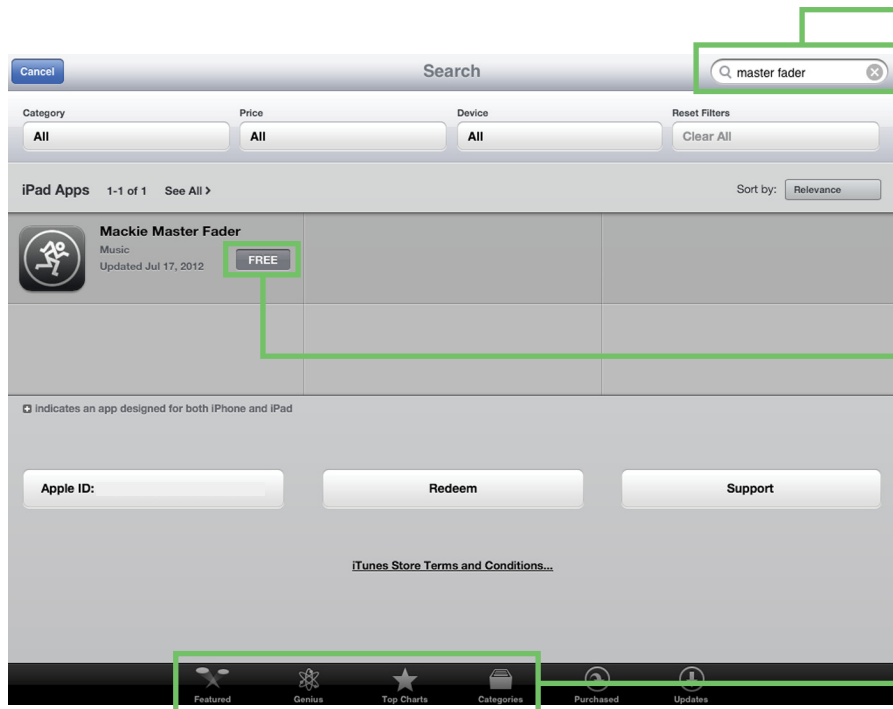 Cancel
Search
master fader
Category
Price
Device
Reset Filters
All
All
All
Clear All
iPad Apps 1-1 of 1 See All >
Sort by: Relevance
Mackie Master Fader
Music
Updated Jul 17, 2012
FREE
+ indicates an app designed for both iPhone and iPad
Apple ID:
Redeem
Support
iTunes Store Terms and Conditions...
Featured
Genius
Top Charts
Categories
Purchased
Updates